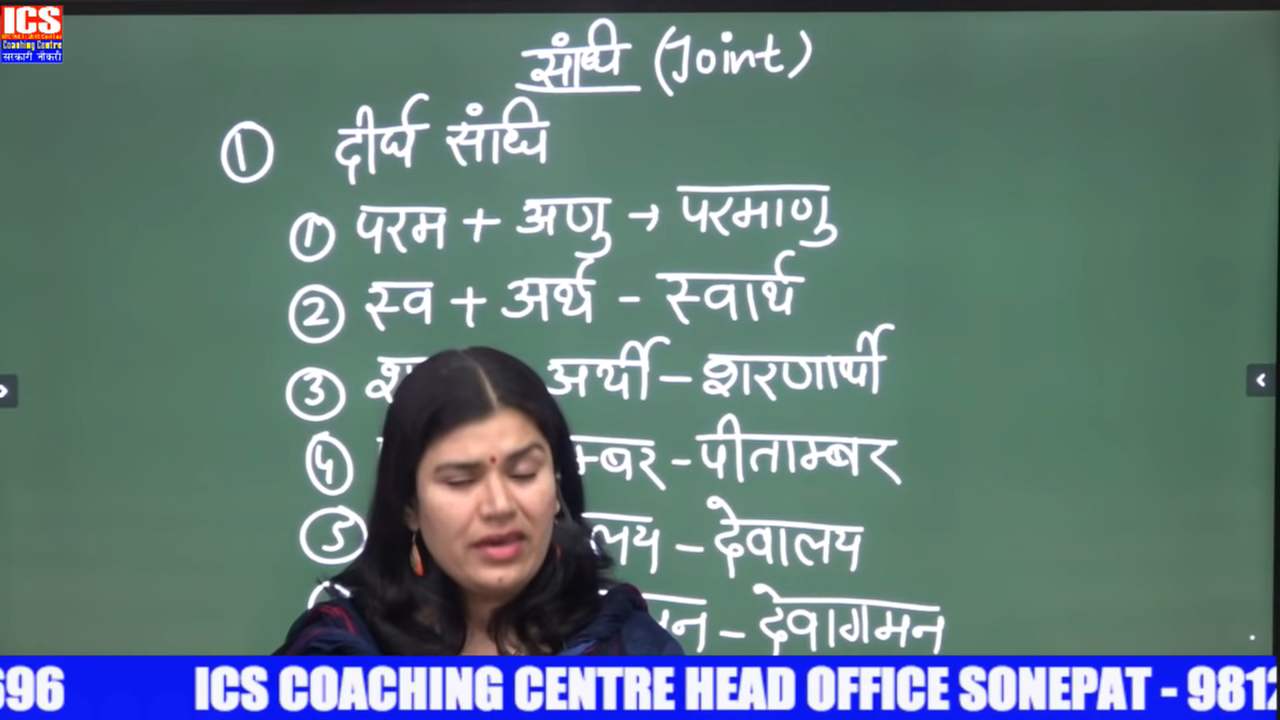 ICS
Coaching Centre
सरकारी नौकरी
संधि (Joint)
① दीर्घ संधि
① परम + अणु → परमाणु
② स्व + अर्थ - स्वार्थ
③ अर्थी - शरणार्थी
④ म्बर - पीताम्बर
⑤ लय - देवालय
मन - देवागमन
696 ICS COACHING CENTRE HEAD OFFICE SONEPAT - 9812